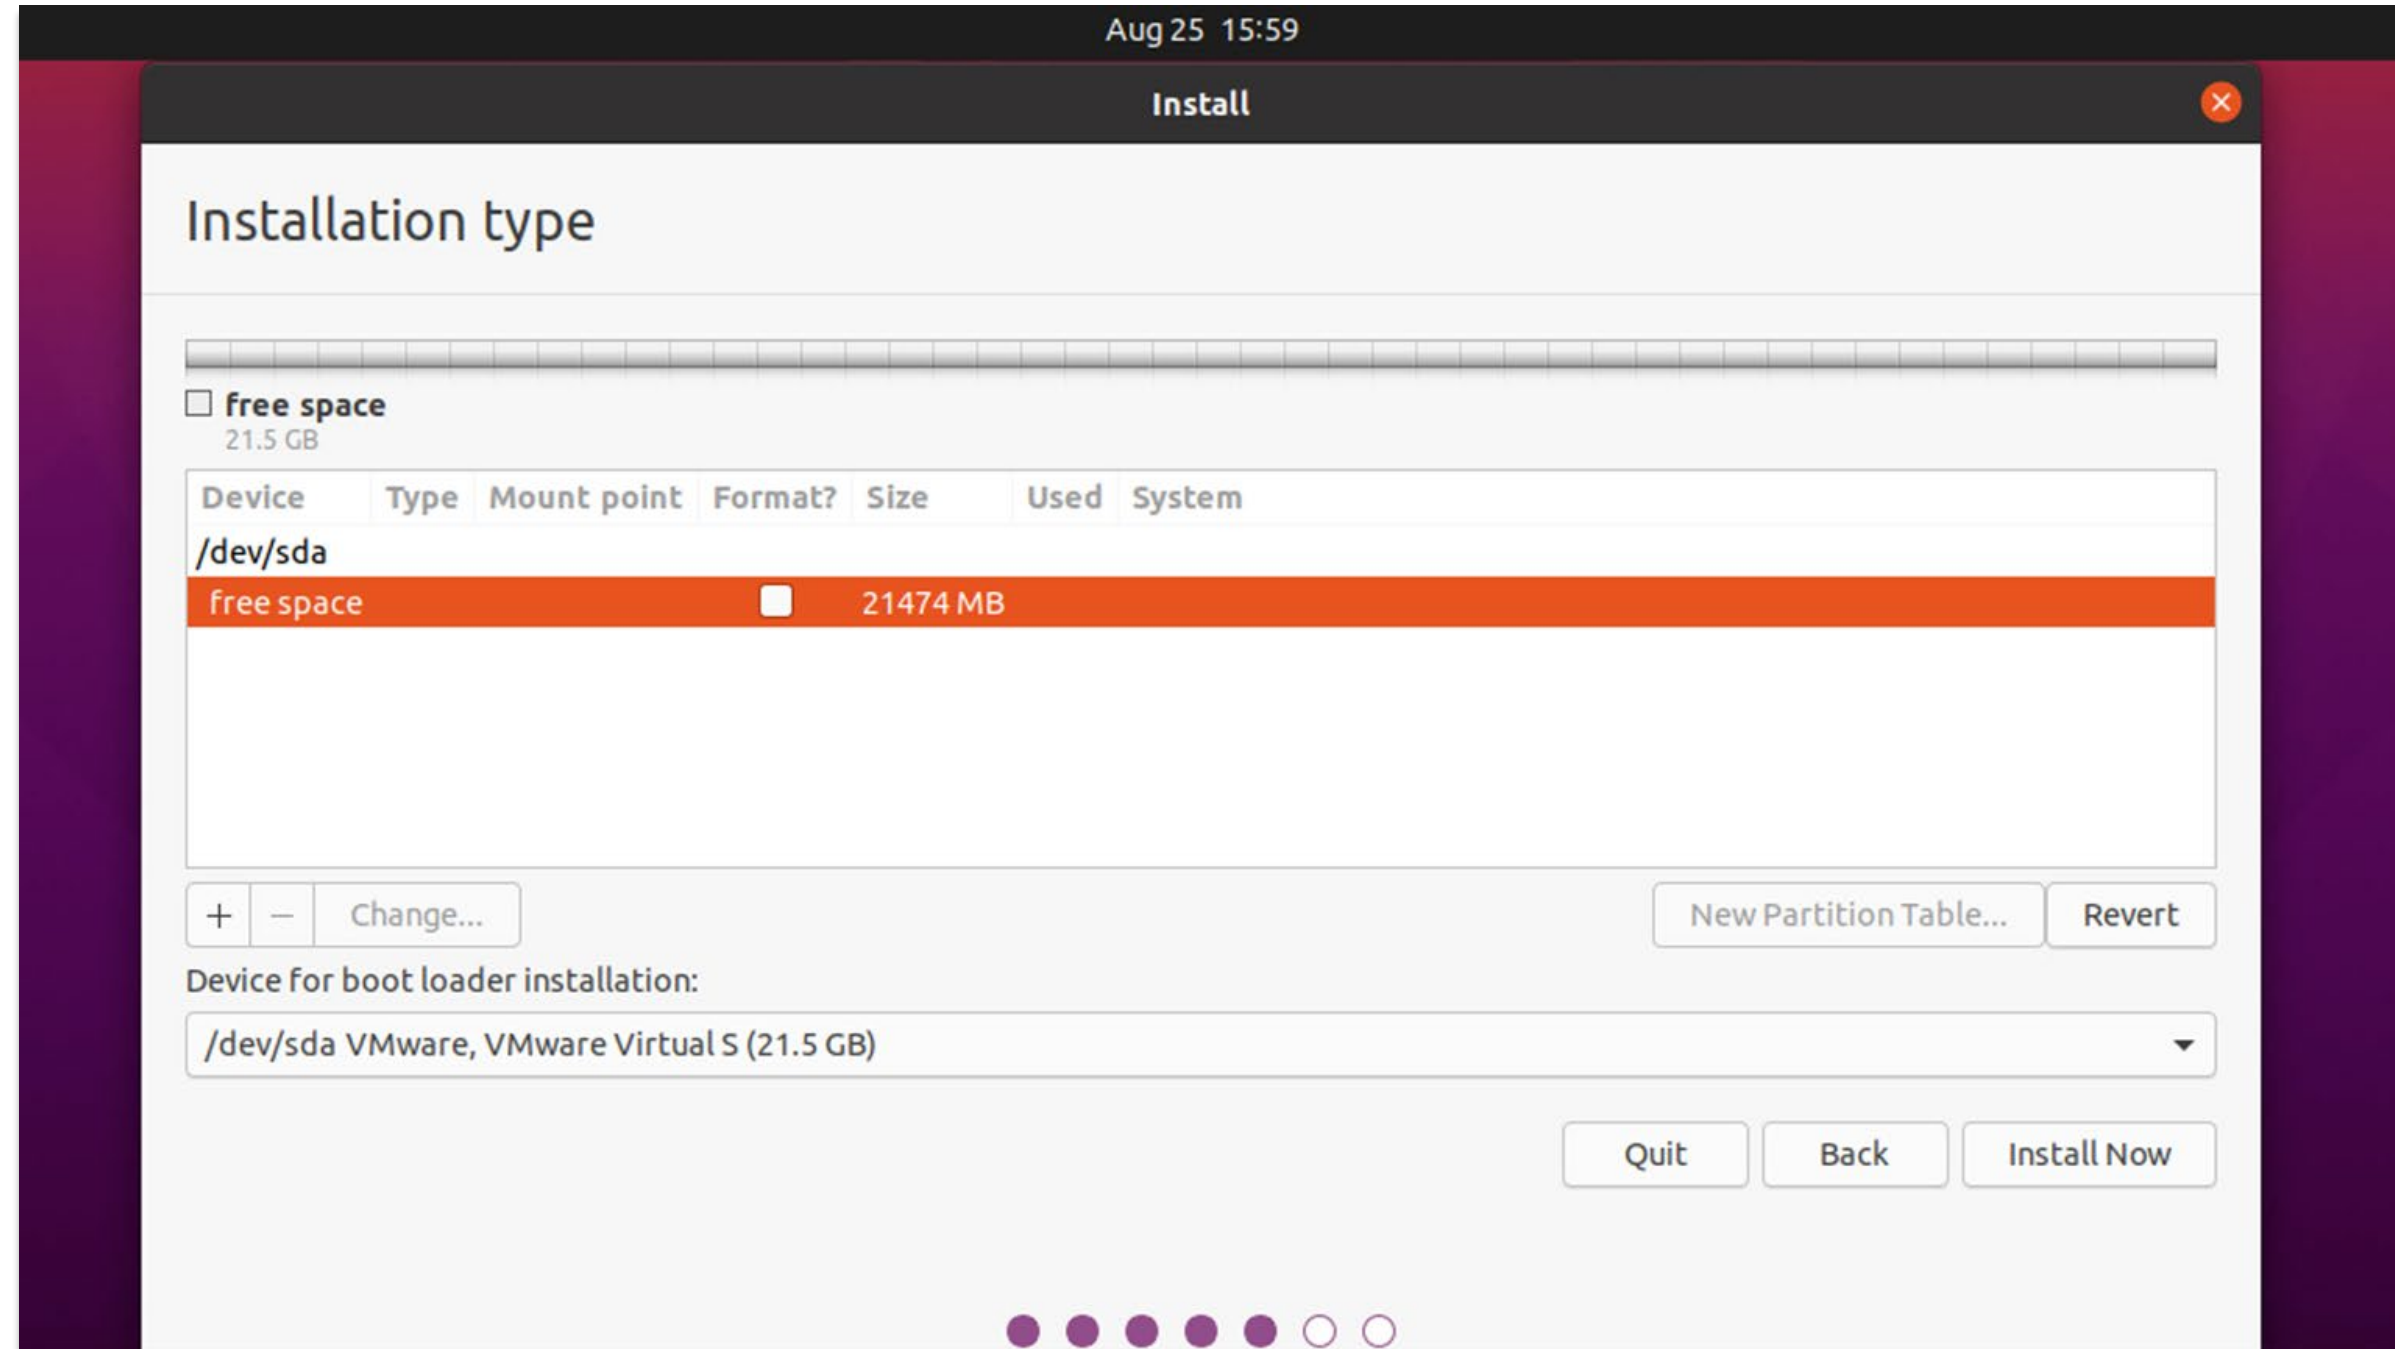 Aug 25 15:59
Install
Installation type
free space
21.5 GB
Device Type Mount point Format? Size Used System
/dev/sda
free space 21474 MB
+ − Change... New Partition Table... Revert
Device for boot loader installation:
/dev/sda VMware, VMware Virtual S (21.5 GB)
Quit Back Install Now